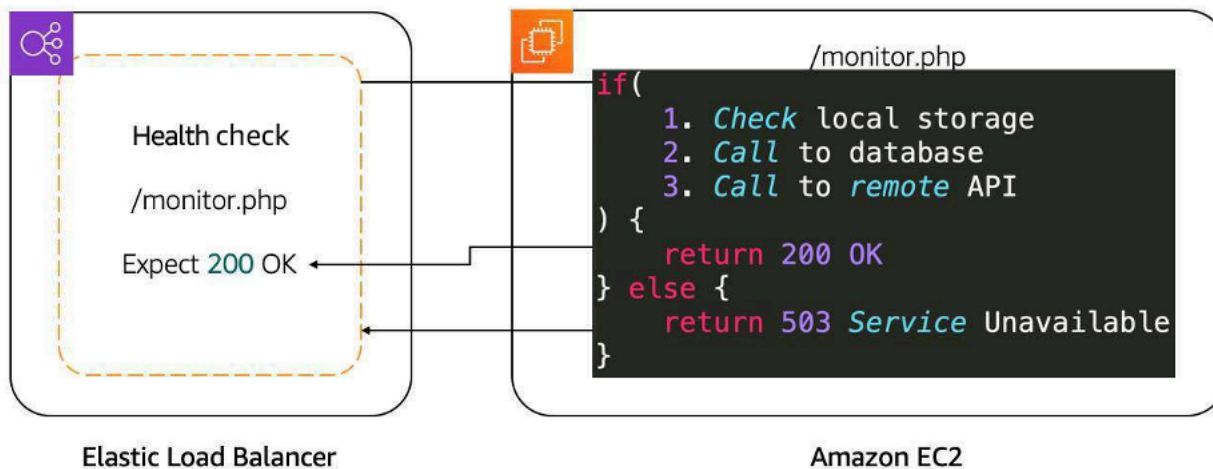 Health check
/monitor.php
Expect 200 OK
Elastic Load Balancer
/monitor.php
if(
1. Check local storage
2. Call to database
3. Call to remote API
) {
return 200 OK
} else {
return 503 Service Unavailable
}
Amazon EC2